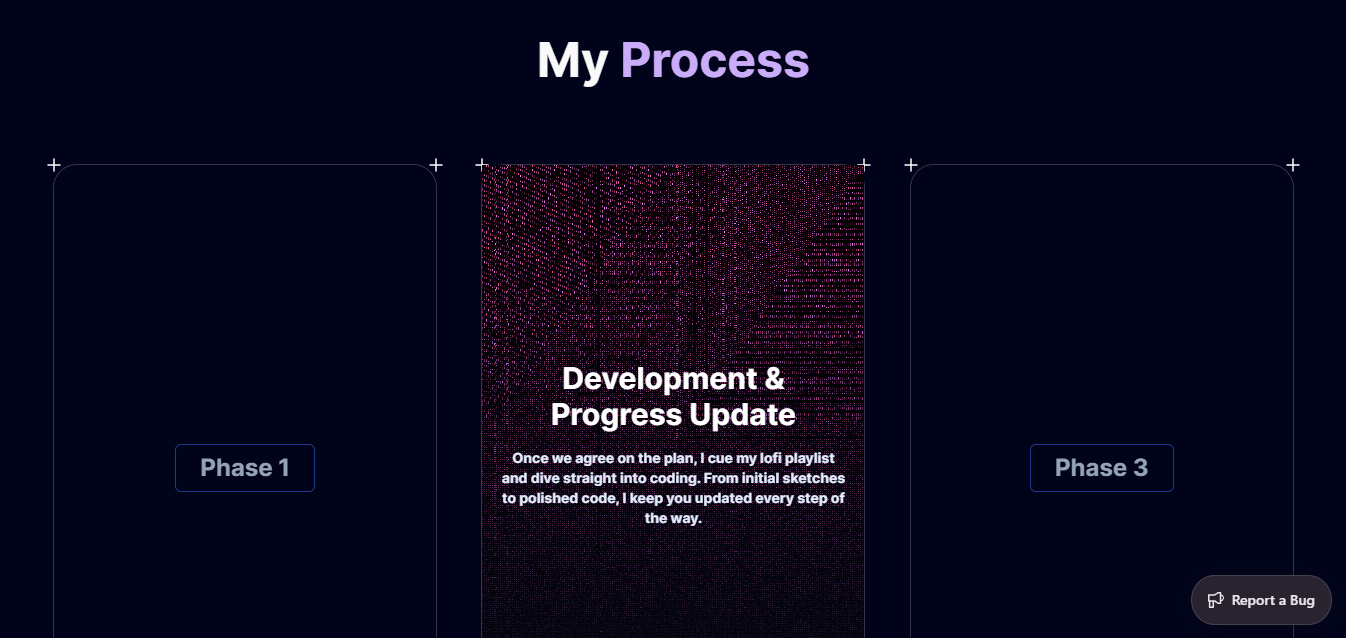 My Process
Development &
Progress Update
Once we agree on the plan, I cue my lofi playlist
and dive straight into coding. From initial sketches
to polished code, I keep you updated every step of
the way.
Phase 1
Phase 3
Report a Bug